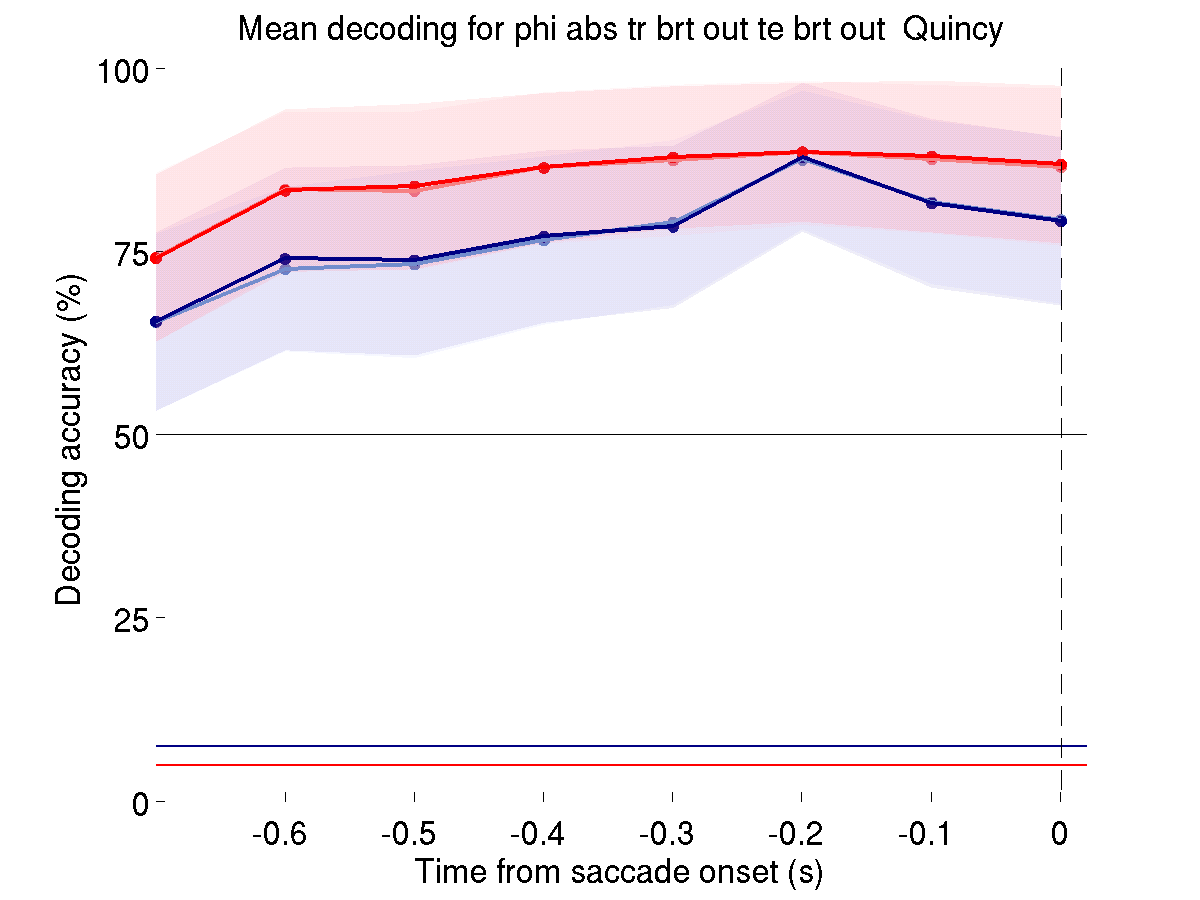 Mean decoding for phi abs tr brt out te brt out  Quincy
100
75
50
25
0
Decoding accuracy (%)
-0.6 -0.5 -0.4 -0.3 -0.2 -0.1 0
Time from saccade onset (s)